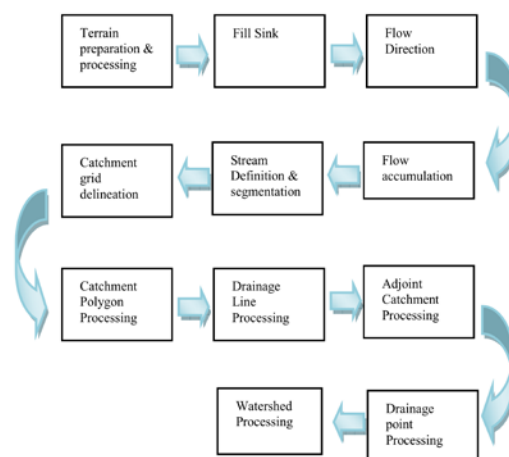 Terrain
preparation &
processing
Fill Sink
Flow
Direction
Flow
accumulation
Stream
Definition &
segmentation
Catchment
grid
delineation
Catchment
Polygon
Processing
Drainage
Line
Processing
Adjoint
Catchment
Processing
Drainage
point
Processing
Watershed
Processing